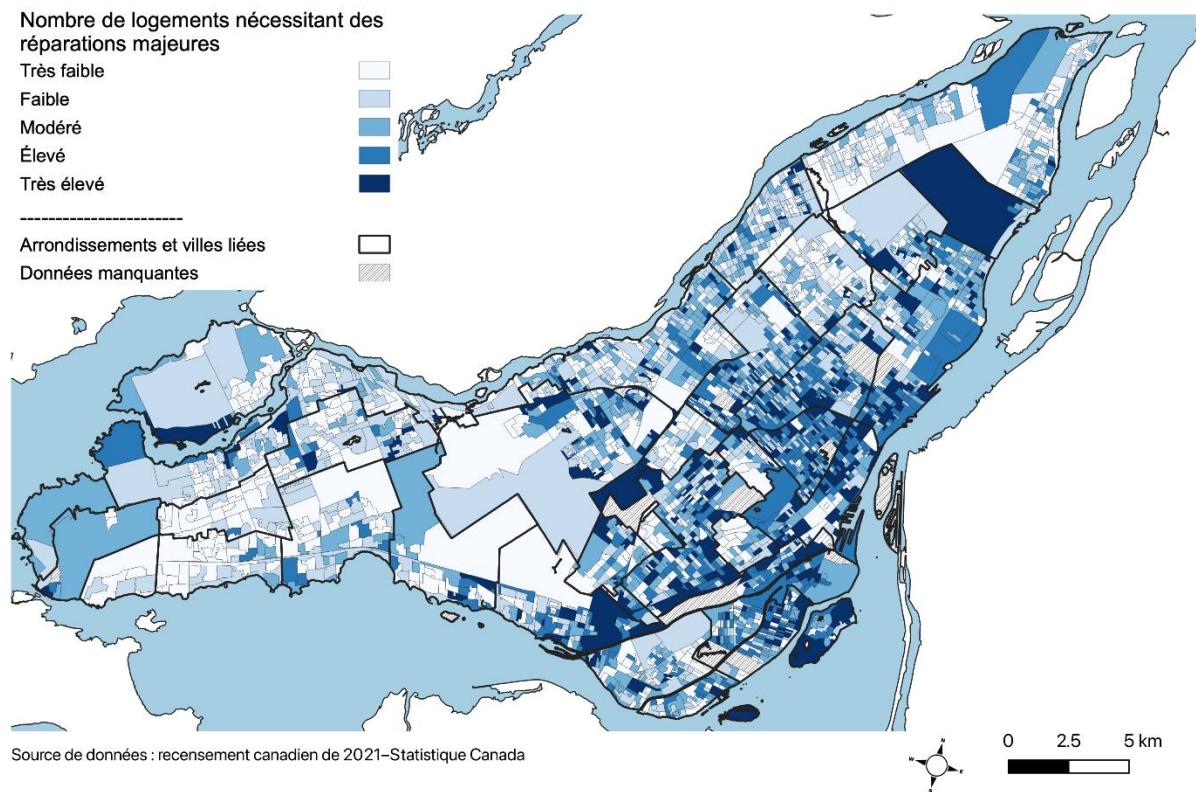 Nombre de logements nécessitant des
réparations majeures
Très faible
Faible
Modéré
Élevé
Très élevé
-----------------------
Arrondissements et villes liées
Données manquantes
Source de données : recensement canadien de 2021–Statistique Canada
N
W
E
S
0 2.5 5 km